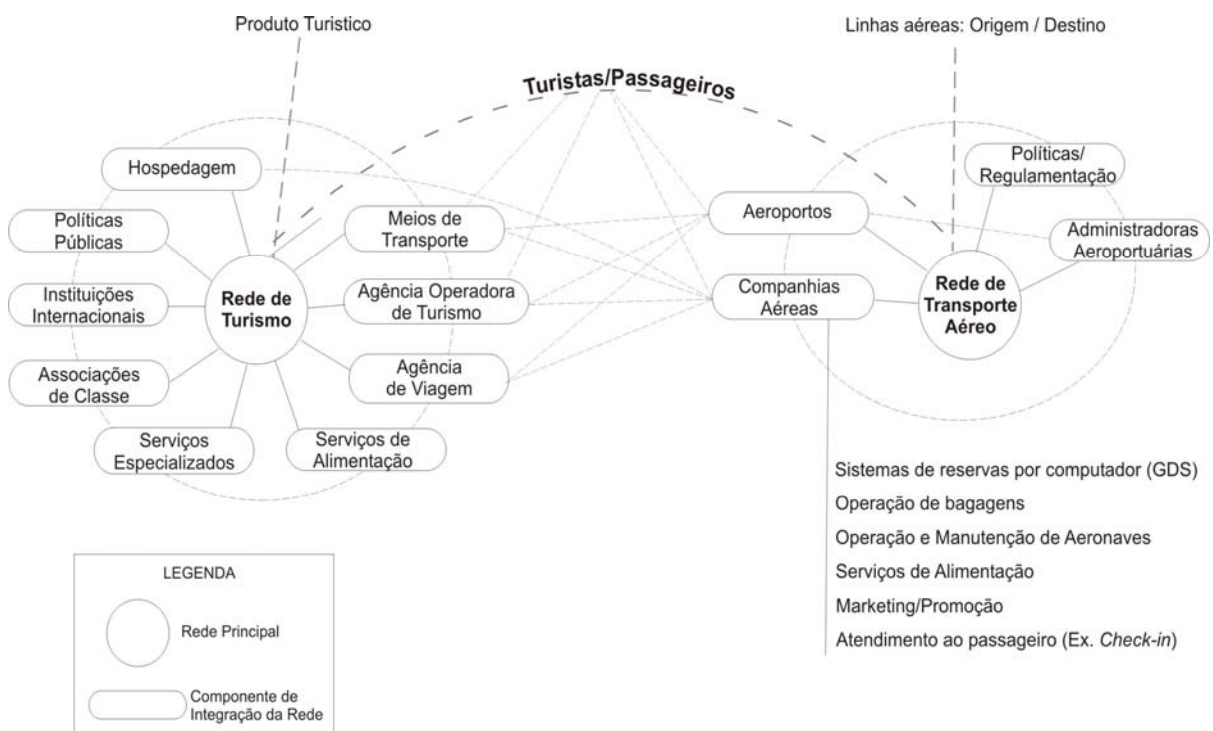 Produto Turistico
Linhas aéreas: Origem / Destino
Turistas/Passageiros
Hospedagem
Políticas
Públicas
Instituições
Internacionais
Associações
de Classe
Serviços
Especializados
Serviços de
Alimentação
Rede de
Turismo
Meios de
Transporte
Agência Operadora
de Turismo
Agência
de Viagem
Aeroportos
Companhias
Aéreas
Políticas/
Regulamentação
Administradoras
Aeroportuárias
Rede de
Transporte
Aéreo
Sistemas de reservas por computador (GDS)
Operação de bagagens
Operação e Manutenção de Aeronaves
Serviços de Alimentação
Marketing/Promoção
Atendimento ao passageiro (Ex. Check-in)
LEGENDA
Rede Principal
Componente de
Integração da Rede